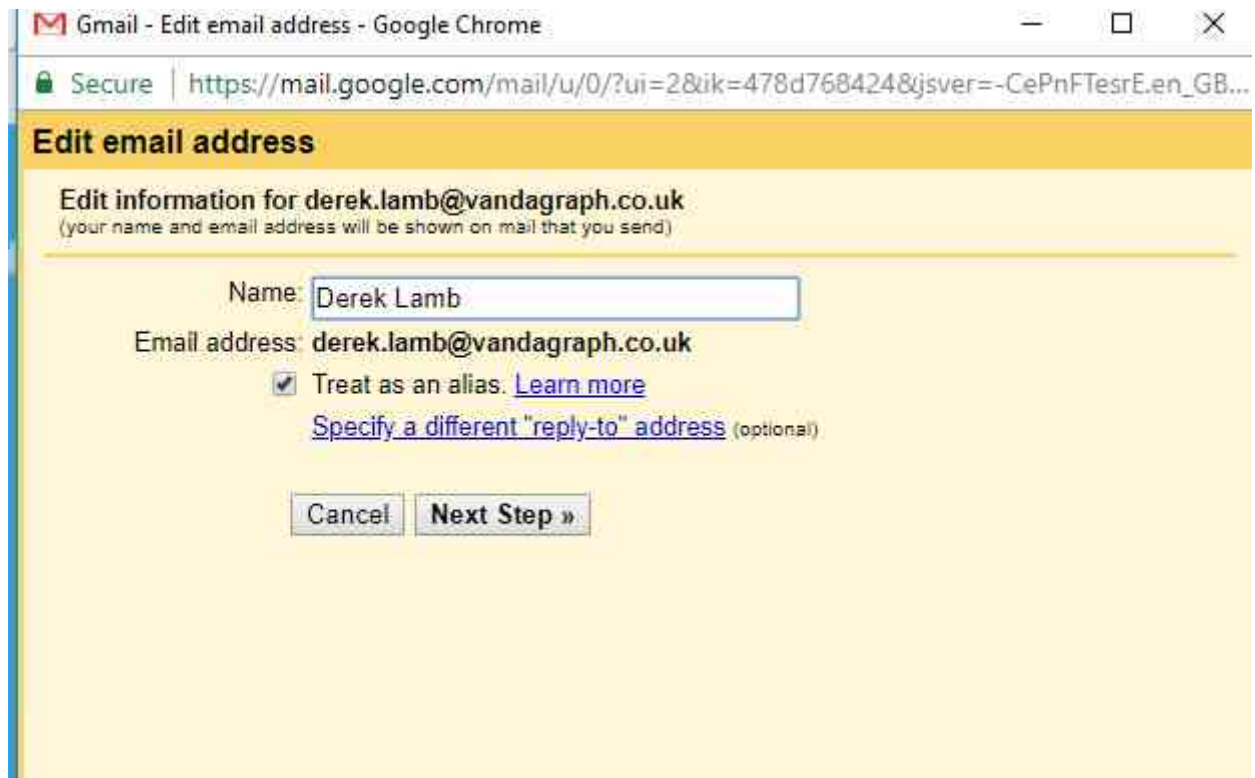 Gmail - Edit email address - Google Chrome
Secure | https://mail.google.com/mail/u/0/?ui=2&ik=478d768424&jsver=-CePnFTesrE.en_GB...
Edit email address
Edit information for derek.lamb@vandagraph.co.uk
(your name and email address will be shown on mail that you send)
Name: Derek Lamb
Email address: derek.lamb@vandagraph.co.uk
Treat as an alias. Learn more
Specify a different "reply-to" address (optional)
Cancel Next Step »